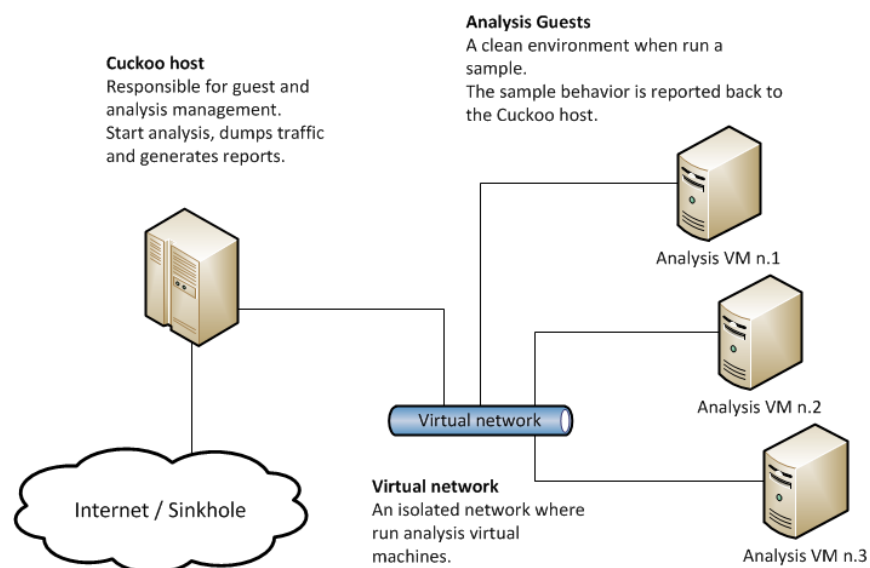 Cuckoo host
Responsible for guest and
analysis management.
Start analysis, dumps traffic
and generates reports.
Analysis Guests
A clean environment when run a
sample.
The sample behavior is reported back to
the Cuckoo host.
Analysis VM n.1
Analysis VM n.2
Virtual network
Internet / Sinkhole
Virtual network
An isolated network where
run analysis virtual
machines.
Analysis VM n.3